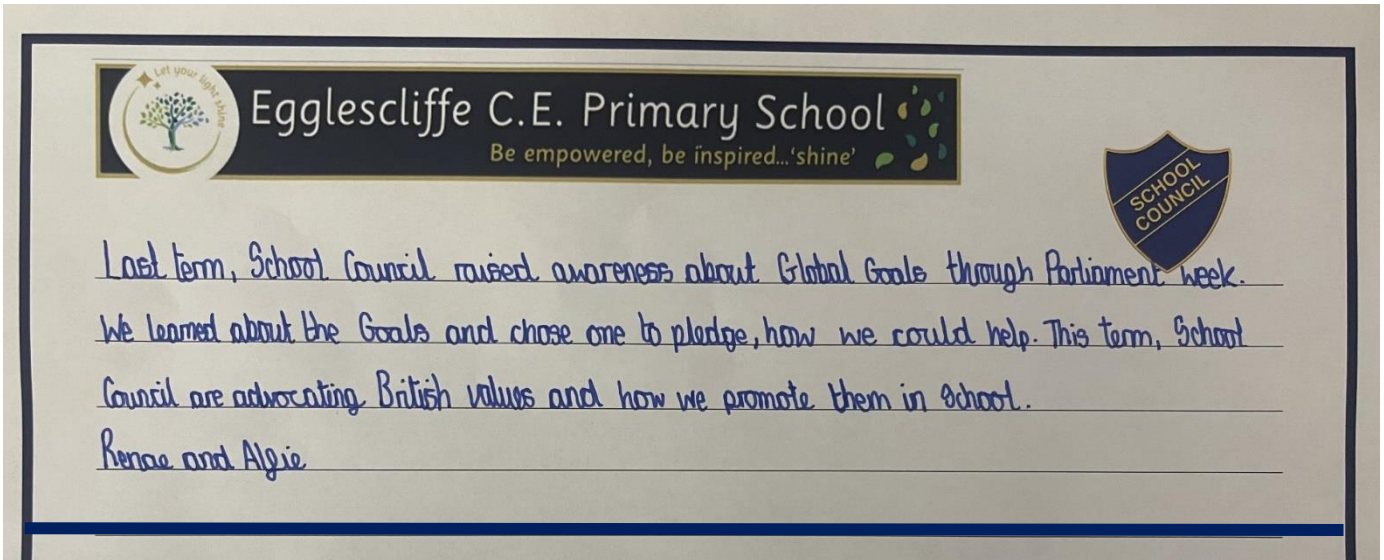 Let your light shine
Egglescliffe C.E. Primary School
Be empowered, be inspired...'shine'
SCHOOL
COUNCIL
Last term, School Council raised awareness about Global Goals through Parliament week.
We learned about the Goals and chose one to pledge, how we could help. This term, School
Council are advocating British values and how we promote them in School.
Renae and Algie